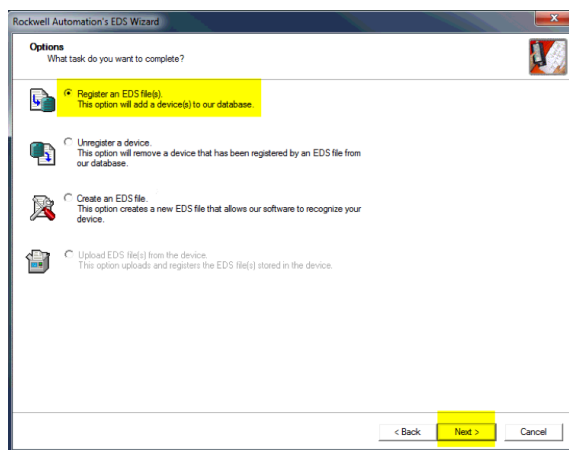 Rockwell Automation's EDS Wizard
Options
What task do you want to complete?
Register an EDS file(s).
This option will add a device(s) to our database.
Unregister a device.
This option will remove a device that has been registered by an EDS file from
our database.
Create an EDS file.
This option creates a new EDS file that allows our software to recognize your
device.
Upload EDS file(s) from the device.
This option uploads and registers the EDS file(s) stored in the device.
< Back Next > Cancel